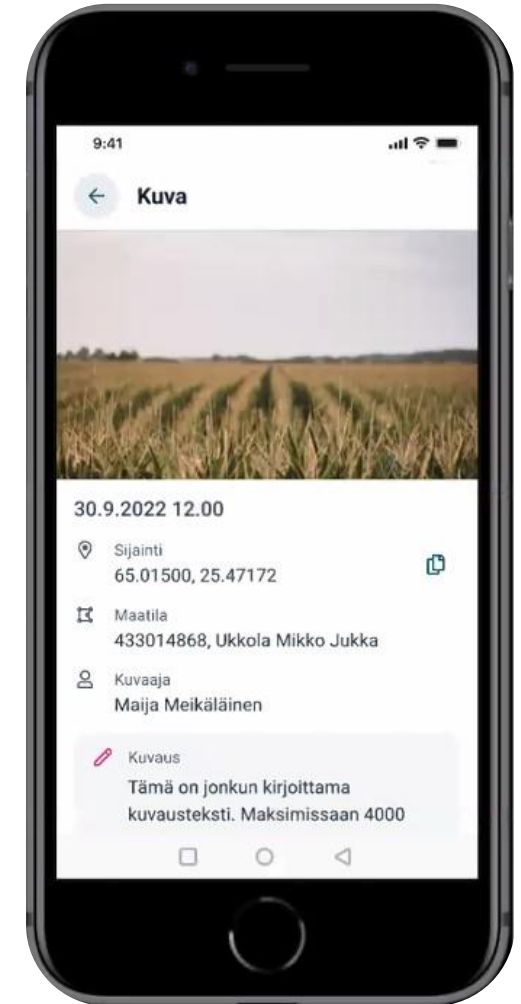 9:41
Kuva
30.9.2022 12.00
Sijainti
65.01500, 25.47172
Maatila
433014868, Ukkola Mikko Jukka
Kuvaaja
Maija Meikäläinen
Kuvaus
Tämä on jonkun kirjoittama
kuvausteksti. Maksimissaan 4000